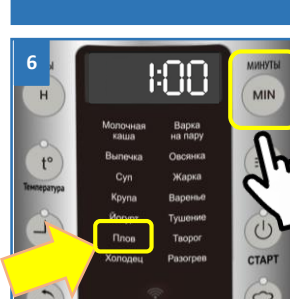 6
1:00
МИНУТЫ
H
MIN
Молочная каша
Варка на пару
t°
Температура
Выпечка
Овсянка
Суп
Жарка
Крупа
Варенье
Йогурт
Тушение
Плов
Творог
Холодец
Разогрев
СТАРТ